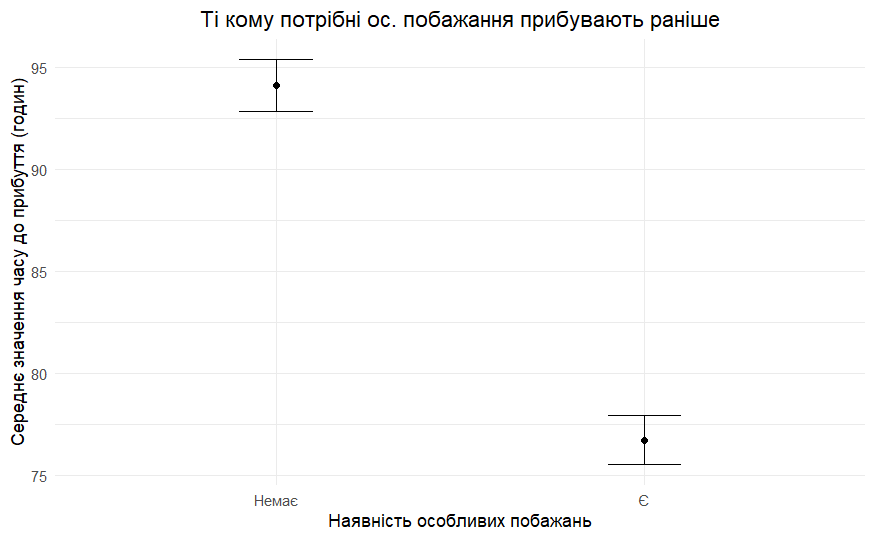 Ті кому потрібні ос. побажання прибувають раніше
Середнє значення часу до прибуття (годин)
95
90
85
80
75
Немає
Є
Наявність особливих побажань